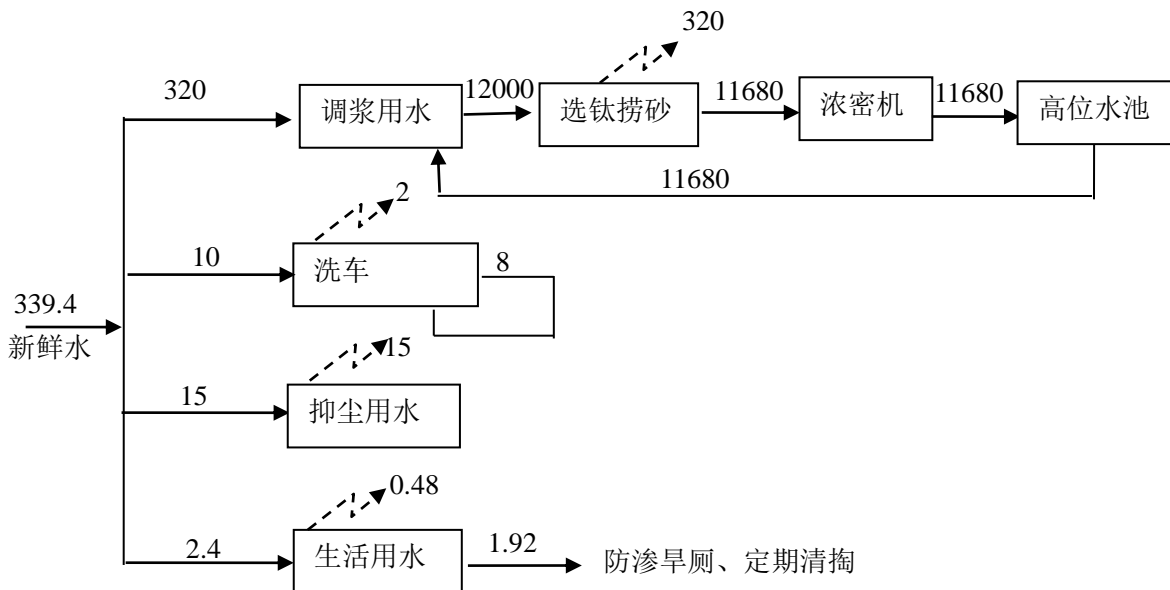 320
320
调浆用水
12000
选钛捞砂
11680
浓密机
11680
高位水池
11680
2
10
洗车
8
339.4
新鲜水
15
15
抑尘用水
0.48
2.4
生活用水
1.92
防渗旱厕、定期清掏